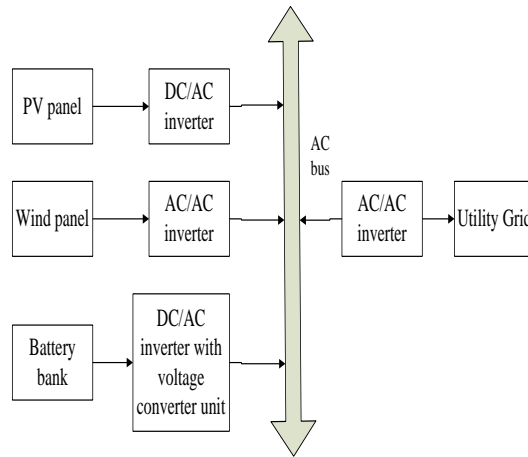 PV panel
DC/AC
inverter
AC
bus
Wind panel
AC/AC
inverter
AC/AC
inverter
Utility Grid
Battery
bank
DC/AC
inverter with
voltage
converter unit